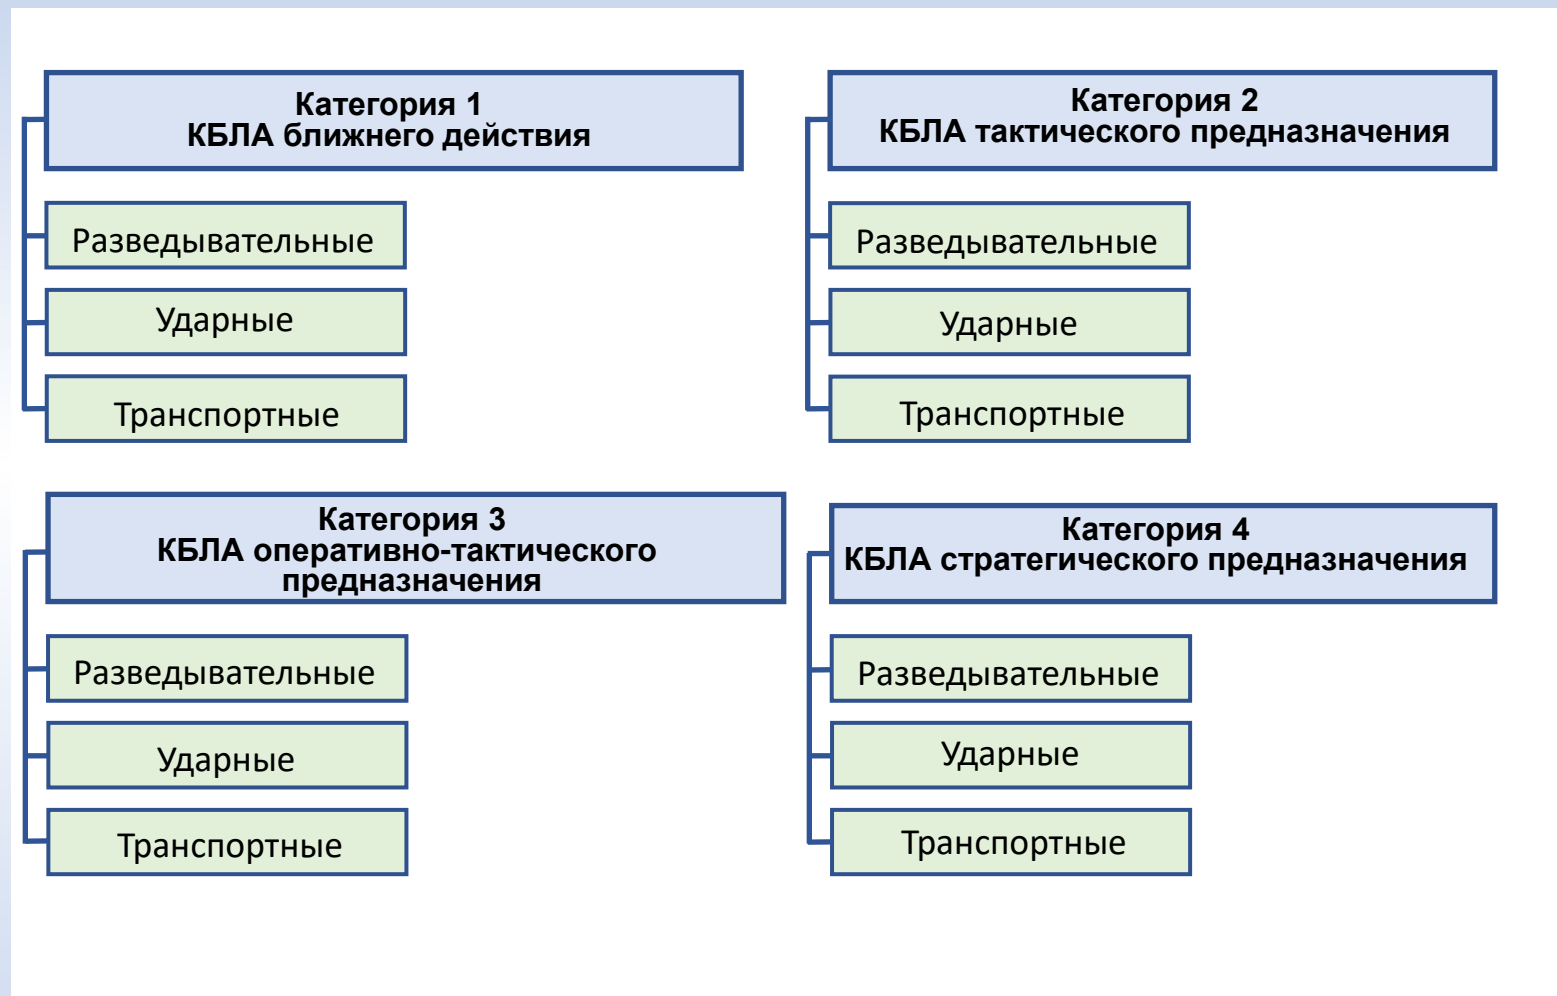 Категория 1
КБЛА ближнего действия
Разведывательные
Ударные
Транспортные
Категория 2
КБЛА тактического предназначения
Разведывательные
Ударные
Транспортные
Категория 3
КБЛА оперативно-тактического
предназначения
Разведывательные
Ударные
Транспортные
Категория 4
КБЛА стратегического предназначения
Разведывательные
Ударные
Транспортные